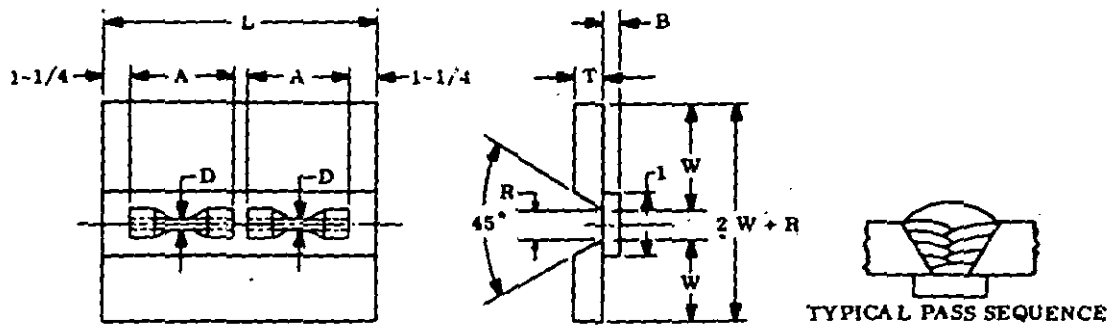 L
B
1-1/4
A
A
1-1/4
T
D
D
W
R
1
45°
2 W + R
W
TYPICAL PASS SEQUENCE